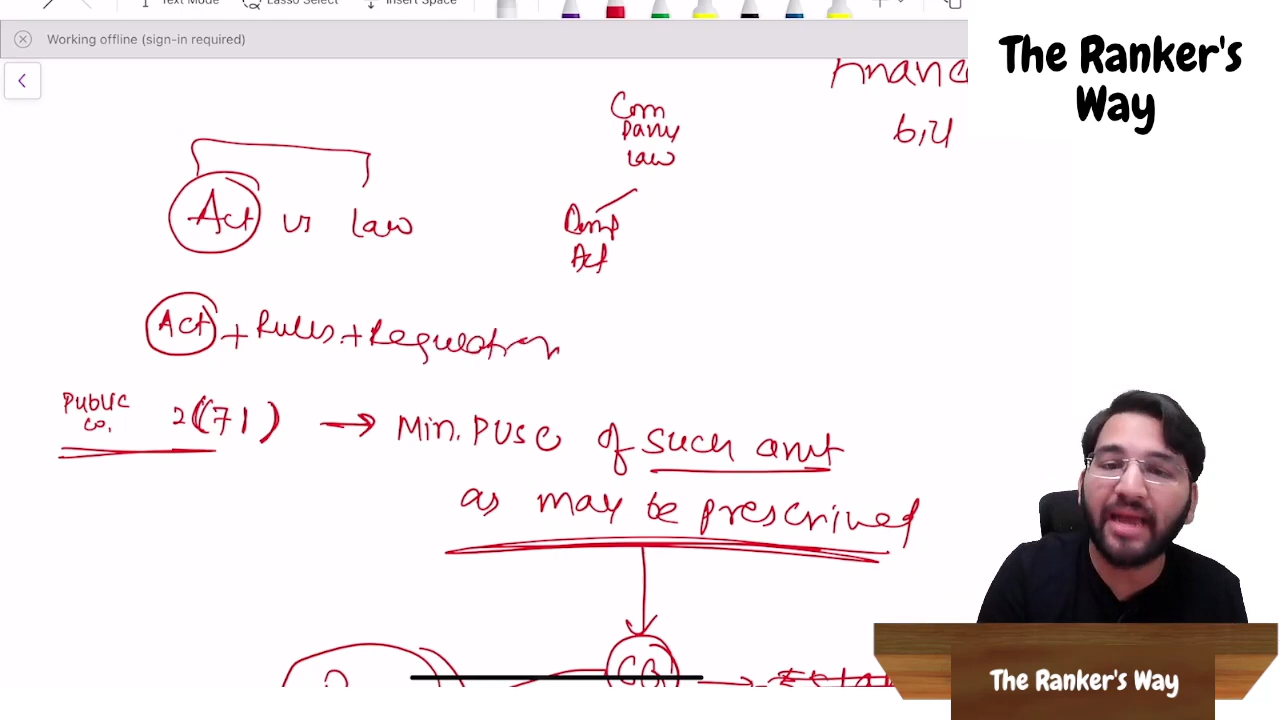 Text Mode
Lasso Select
Insert Space
Working offline (sign-in required)
The Ranker's
Way
Com
pany
law
bill
Act vs law
Comp
Act
Act + Rules + Regulation
Public
co.
2(71) → Min. PUSC of such amt
as may be prescribed
CG
The Ranker's Way